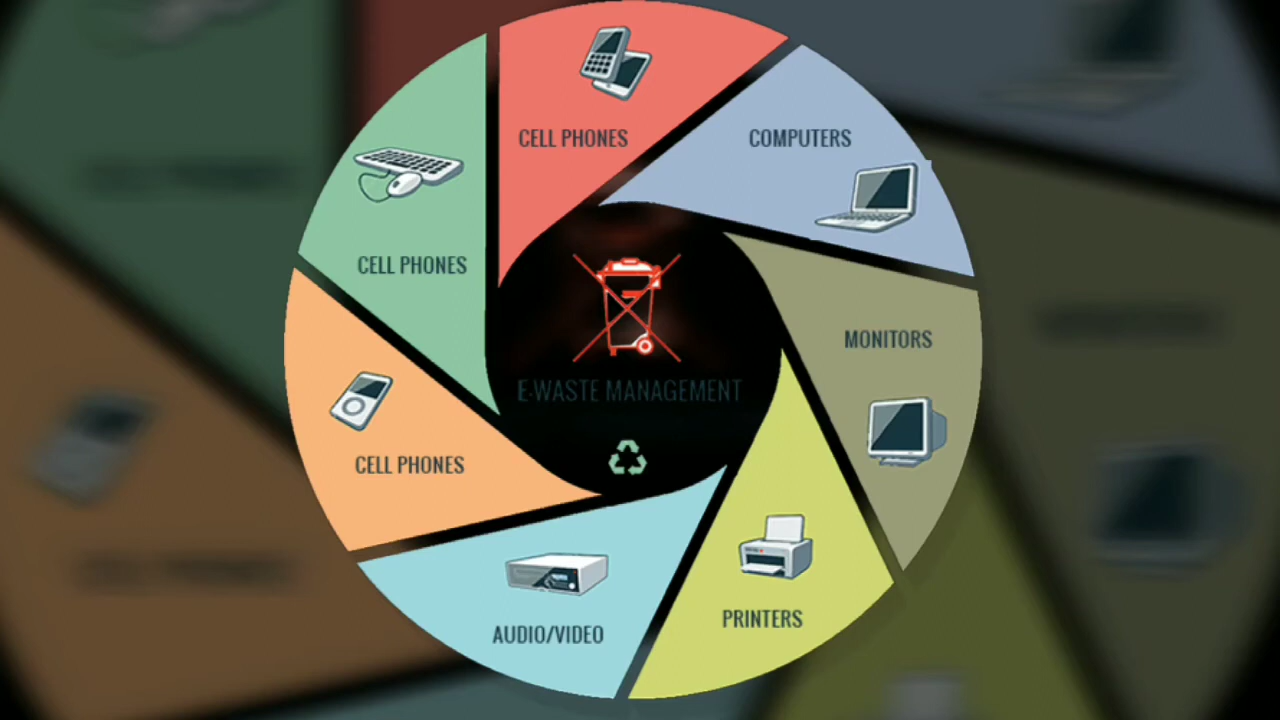 CELL PHONES
COMPUTERS
CELL PHONES
MONITORS
E-WASTE MANAGEMENT
CELL PHONES
PRINTERS
AUDIO/VIDEO